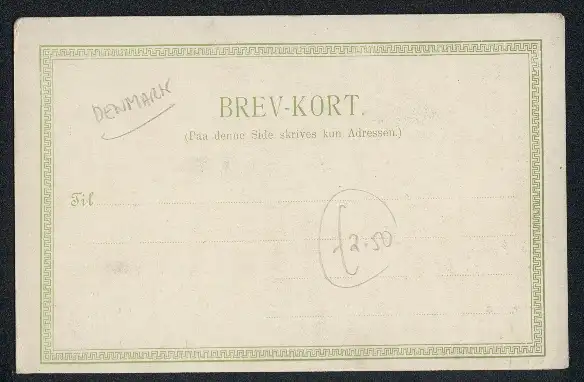 DENMARK
BREV-KORT.
(Paa denne Side skrives kun Adressen.)
Til
2.50